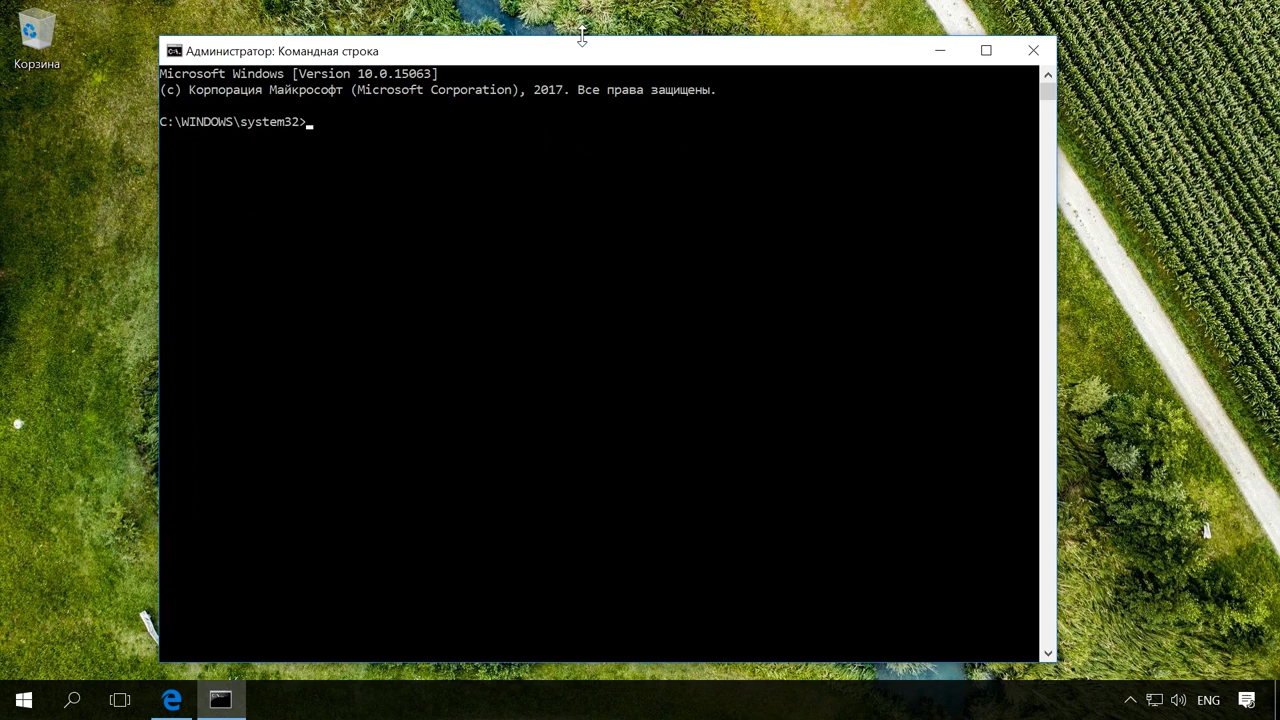 Корзина
Администратор: Командная строка
Microsoft Windows [Version 10.0.15063]
(c) Корпорация Майкрософт (Microsoft Corporation), 2017. Все права защищены.
C:\WINDOWS\system32>
ENG